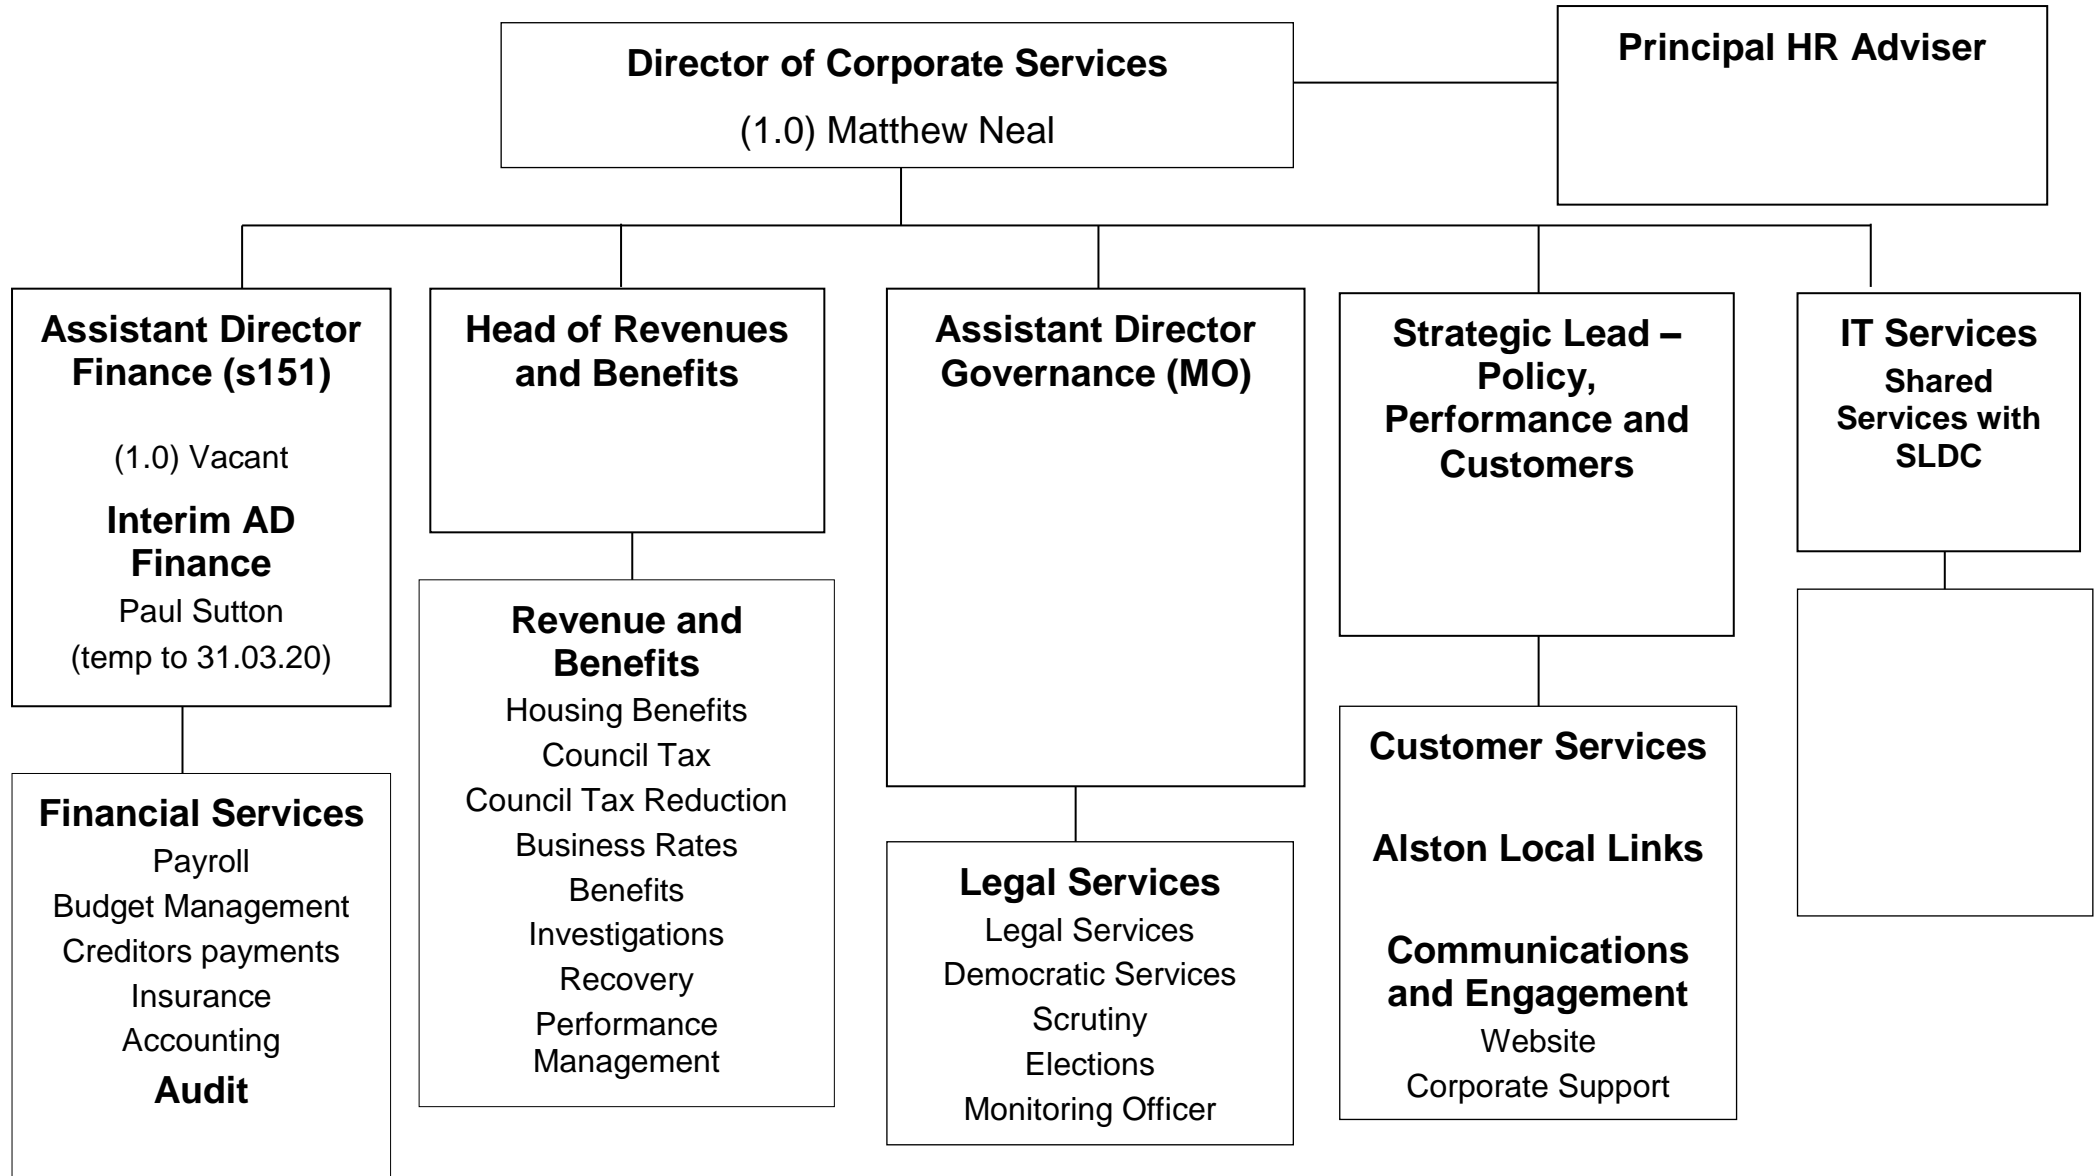 Director of Corporate Services
(1.0) Matthew Neal
Principal HR Adviser
Assistant Director
Finance (s151)
(1.0) Vacant
Interim AD
Finance
Paul Sutton
(temp to 31.03.20)
Head of Revenues
and Benefits
Assistant Director
Governance (MO)
Strategic Lead –
Policy,
Performance and
Customers
IT Services
Shared
Services with
SLDC
Financial Services
Payroll
Budget Management
Creditors payments
Insurance
Accounting
Audit
Revenue and
Benefits
Housing Benefits
Council Tax
Council Tax Reduction
Business Rates
Benefits
Investigations
Recovery
Performance
Management
Legal Services
Legal Services
Democratic Services
Scrutiny
Elections
Monitoring Officer
Customer Services
Alston Local Links
Communications
and Engagement
Website
Corporate Support